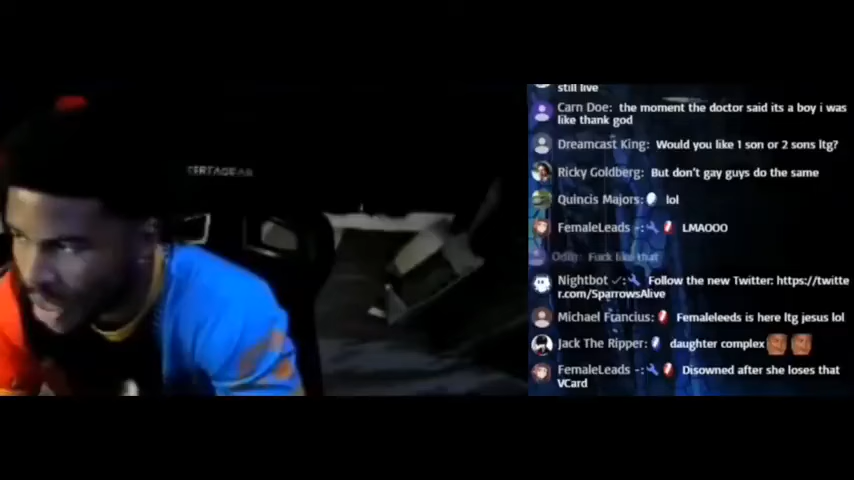 ERTAGEAR
still live
Carn Doe: the moment the doctor said its a boy i was
like thank god
Dreamcast King: Would you like 1 son or 2 sons ltg?
Ricky Goldberg: But don't gay guys do the same
Quincis Majors: lol
FemaleLeads -: LMAOOO
Odin: Fuck like that
Nightbot ✓: Follow the new Twitter: https://twitte
r.com/SparrowsAlive
Michael Francius: Femaleleeds is here ltg jesus lol
Jack The Ripper: daughter complex
FemaleLeads -: Disowned after she loses that
VCard